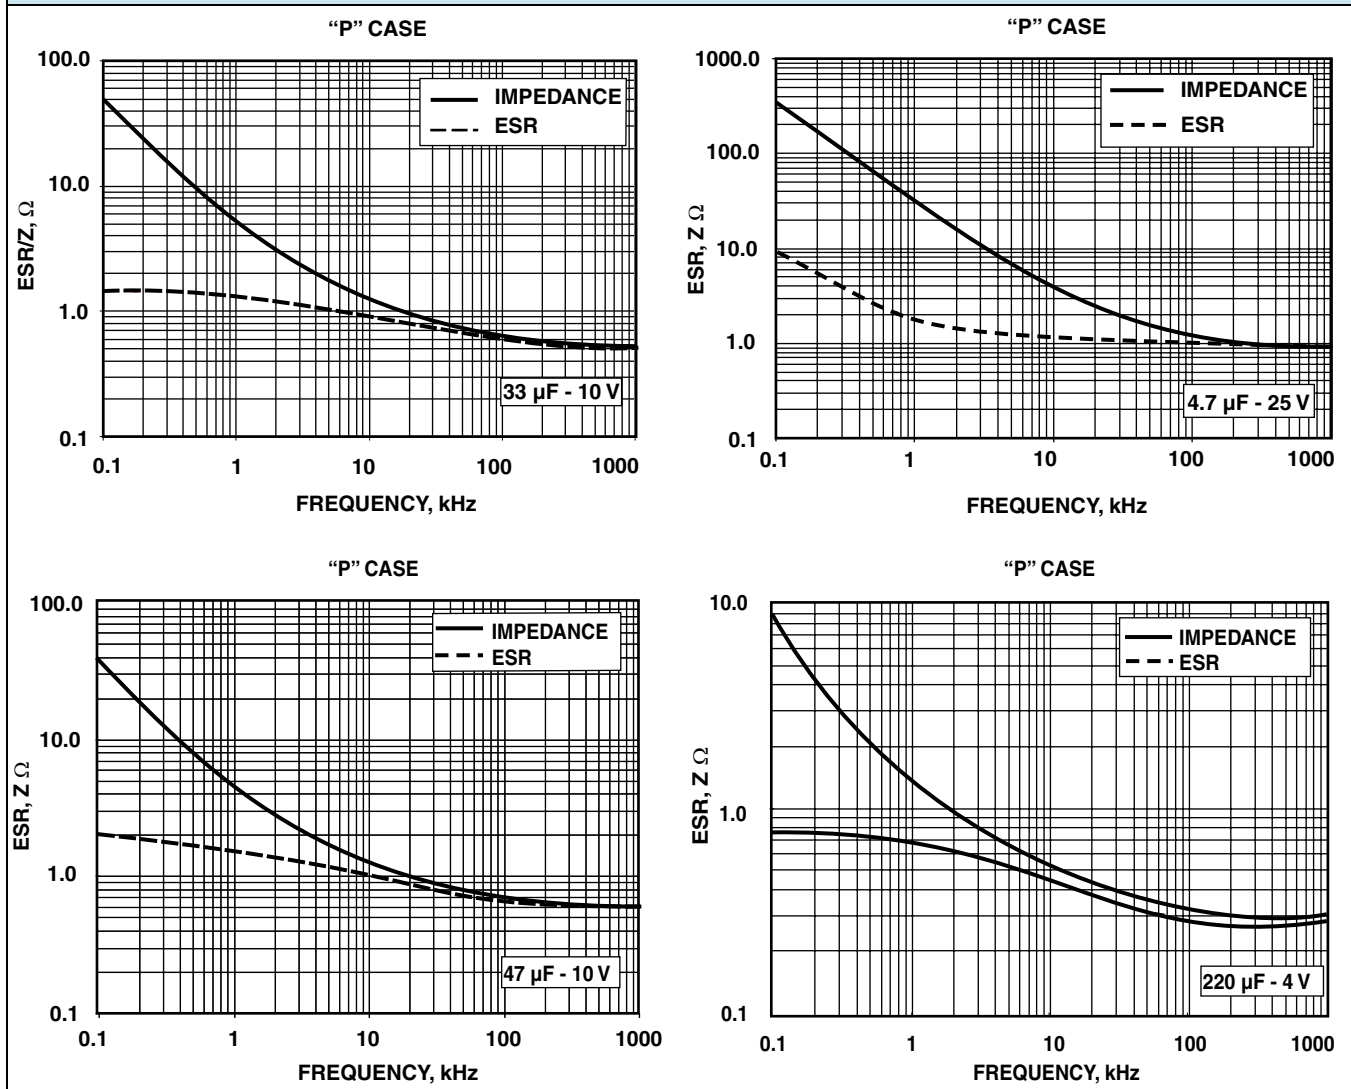 “P” CASE
100.0
10.0
1.0
0.1
ESR/Z, Ω
IMPEDANCE
ESR
33 µF - 10 V
0.1 1 10 100 1000
FREQUENCY, kHz
“P” CASE
1000.0
100.0
10.0
1.0
0.1
ESR, Z Ω
IMPEDANCE
ESR
4.7 µF - 25 V
0.1 1 10 100 1000
FREQUENCY, kHz
“P” CASE
100.0
10.0
1.0
0.1
ESR, Z Ω
IMPEDANCE
ESR
47 µF - 10 V
0.1 1 10 100 1000
FREQUENCY, kHz
“P” CASE
10.0
1.0
0.1
ESR, Z Ω
IMPEDANCE
ESR
220 µF - 4 V
0.1 1 10 100 1000
FREQUENCY, kHz